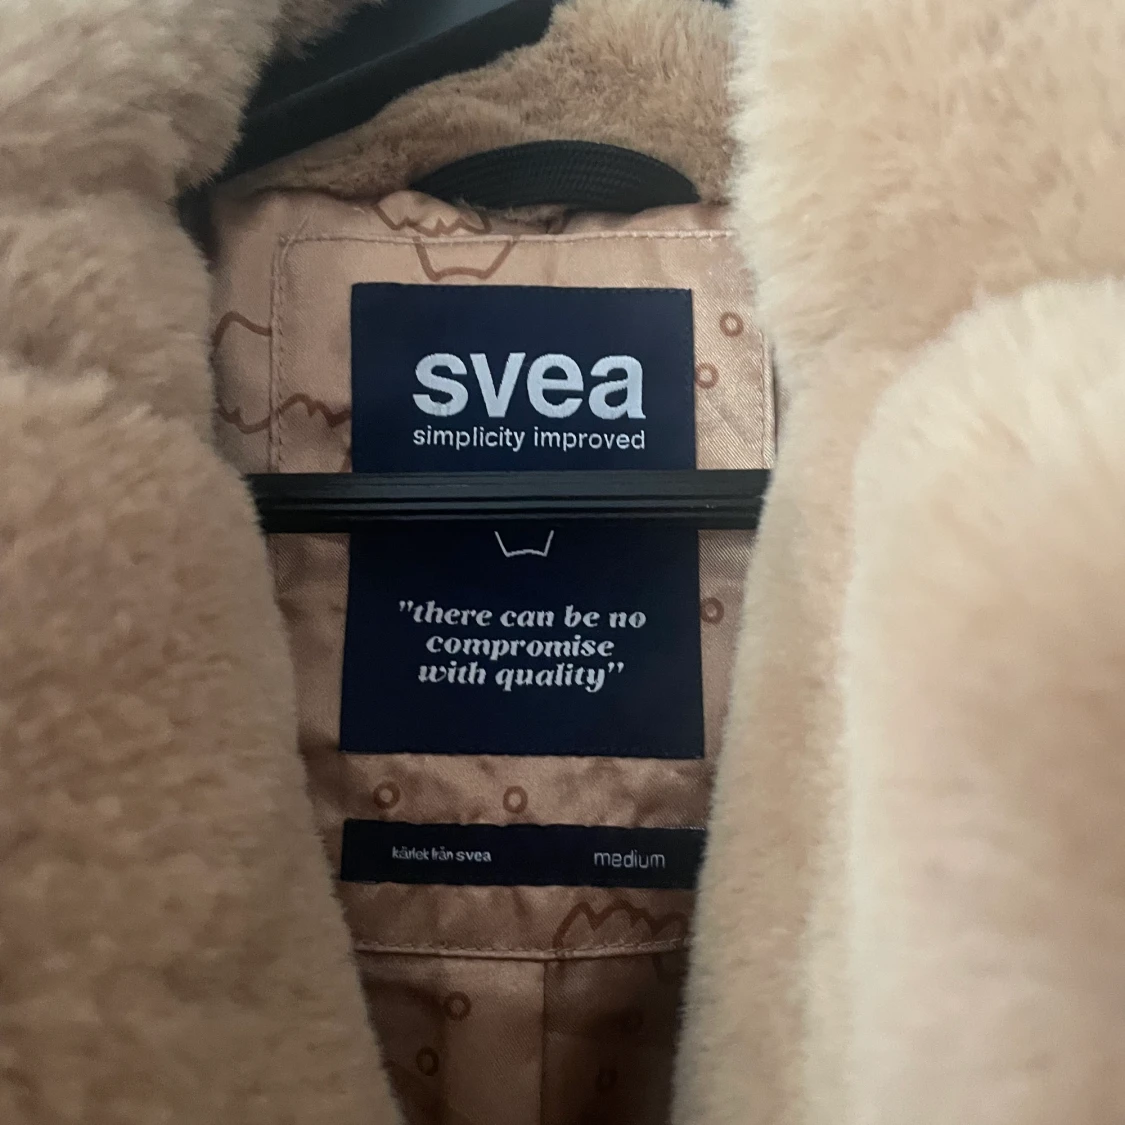 svea
simplicity improved
"there can be no
compromise
with quality"
kärlek från svea
medium